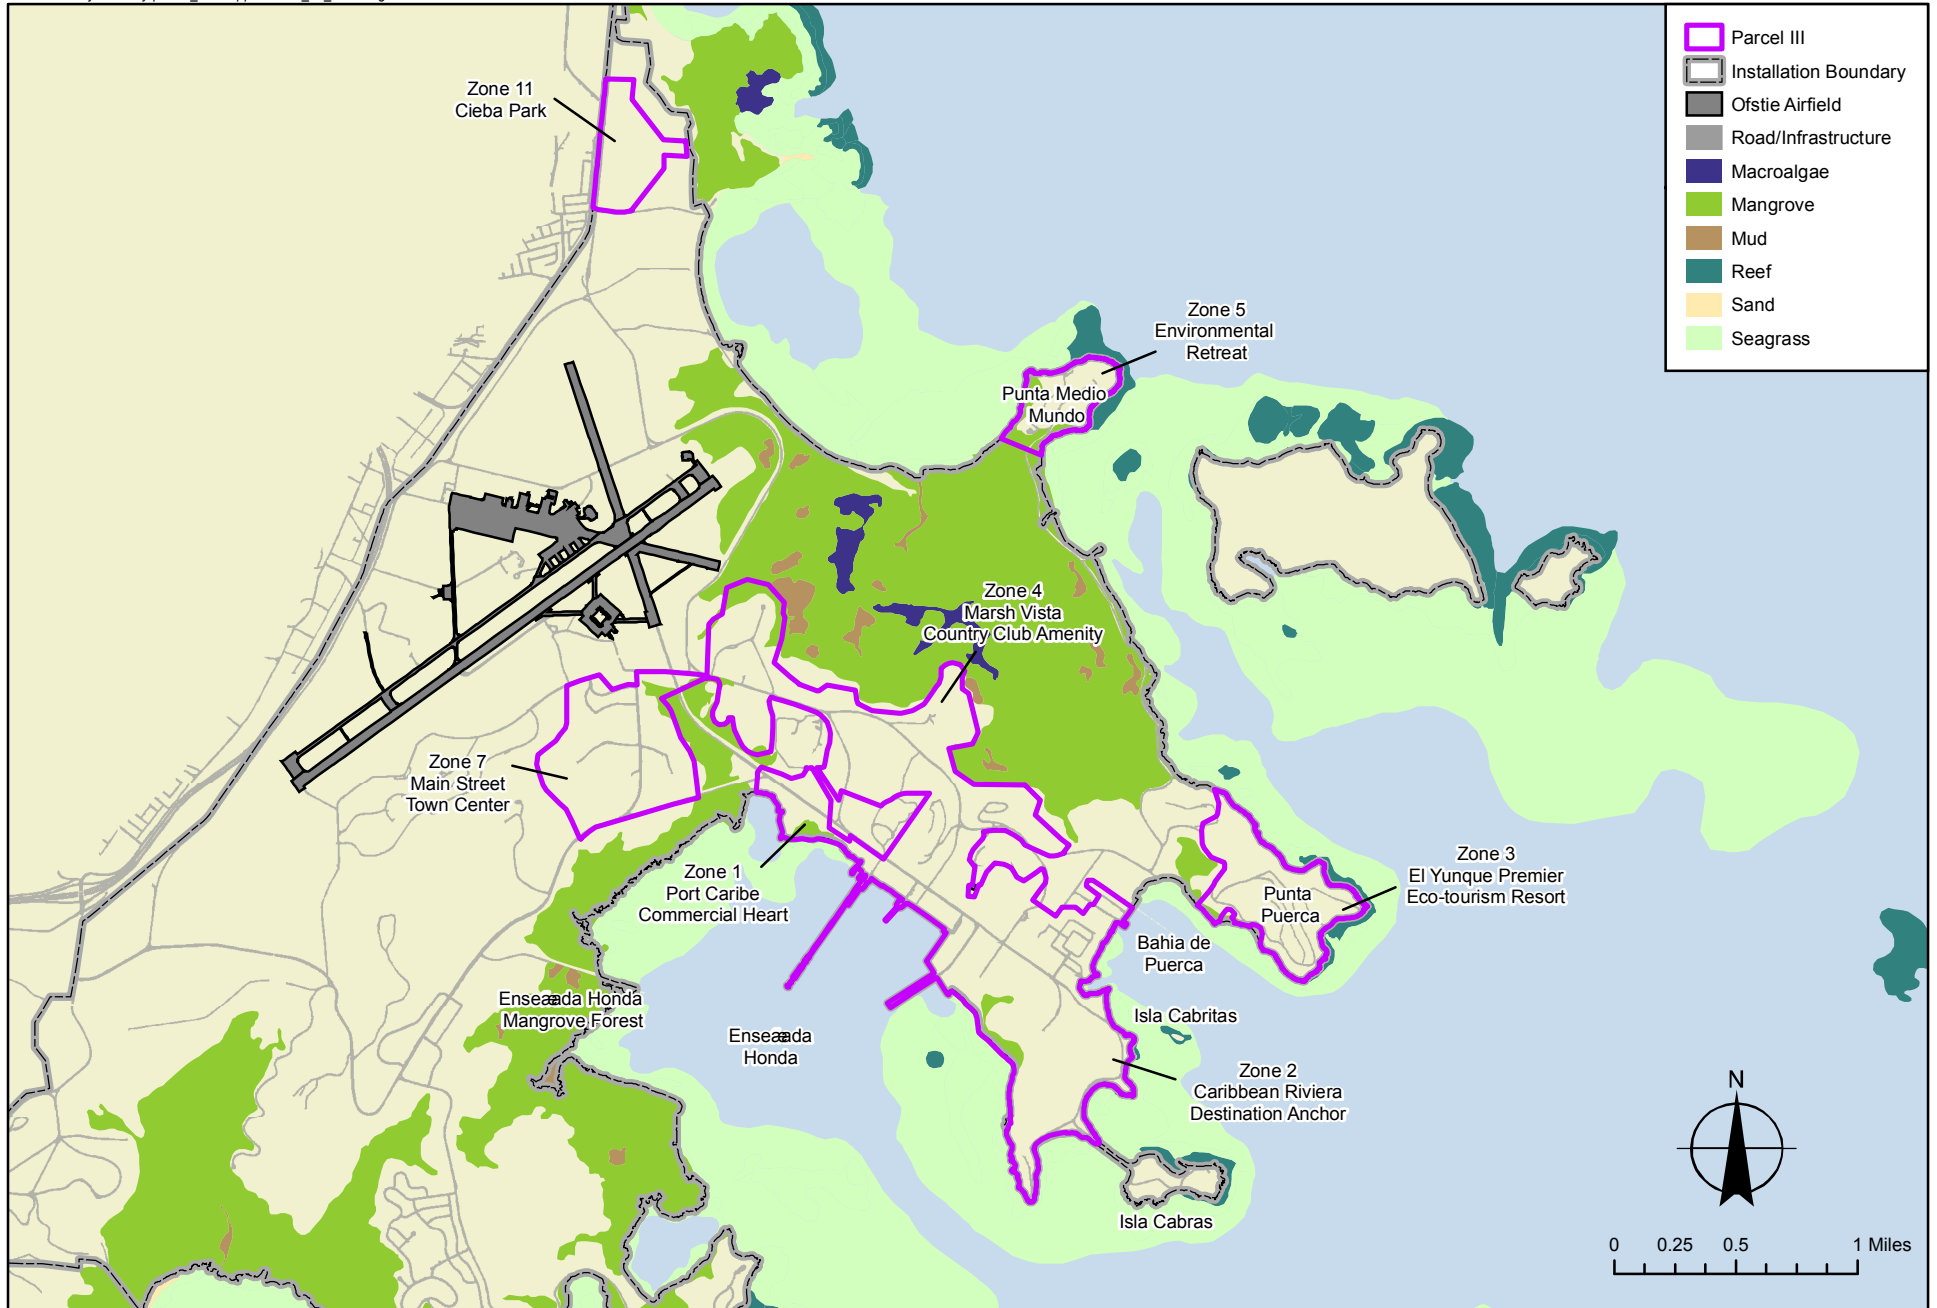 Zone 11
Cieba Park
Parcel III
Installation Boundary
Ofstie Airfield
Road/Infrastructure
Macroalgae
Mangrove
Mud
Reef
Sand
Seagrass
Zone 5
Environmental
Retreat
Punta Medio
Mundo
Zone 4
Marsh Vista
Country Club Amenity
Zone 7
Main Street
Town Center
Zone 1
Port Caribe
Commercial Heart
Zone 3
El Yunque Premier
Eco-tourism Resort
Punta
Puerca
Bahia de
Puerca
Honda
Mangrove Forest
Honda
Isla Cabritas
Zone 2
Caribbean Riviera
Destination Anchor
Isla Cabras
N
0 0.25 0.5 1 Miles